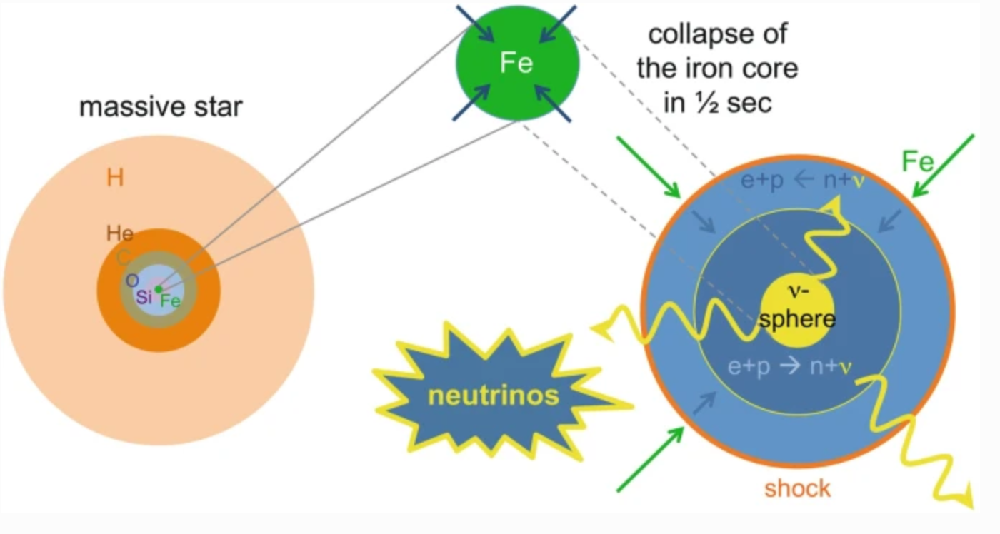 massive star
H
He
C
O
Si
Fe
Fe
collapse of
the iron core
in ½ sec
Fe
e+p ← n+ν
ν-
sphere
e+p → n+ν
shock
neutrinos